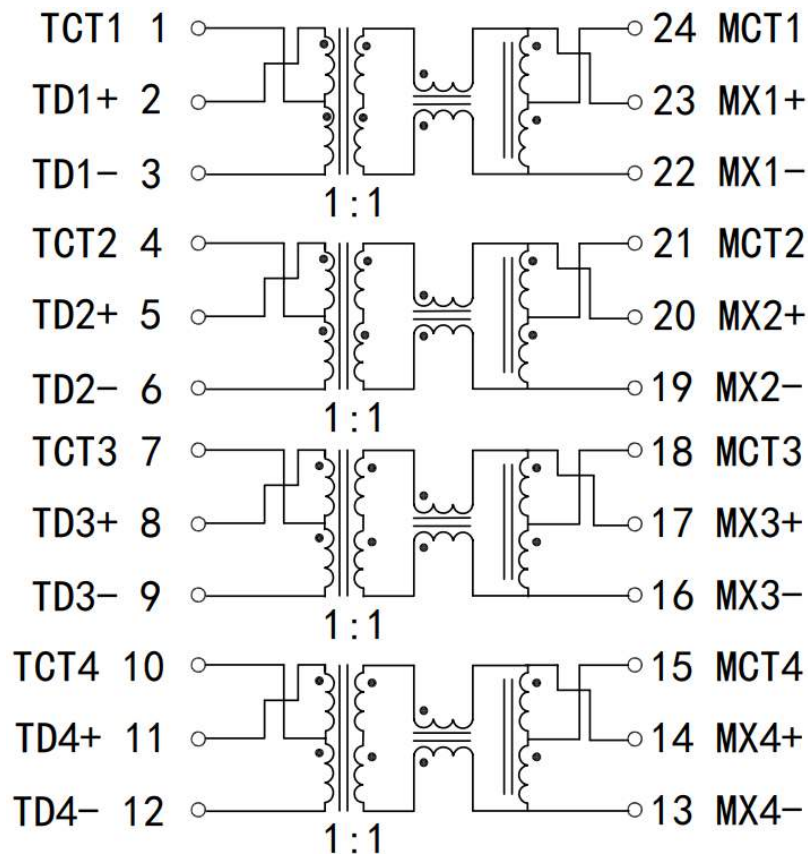 TCT1 1 24 MCT1
TD1+ 2 23 MX1+
TD1- 3 22 MX1-
1:1
TCT2 4 21 MCT2
TD2+ 5 20 MX2+
TD2- 6 19 MX2-
1:1
TCT3 7 18 MCT3
TD3+ 8 17 MX3+
TD3- 9 16 MX3-
1:1
TCT4 10 15 MCT4
TD4+ 11 14 MX4+
TD4- 12 13 MX4-
1:1